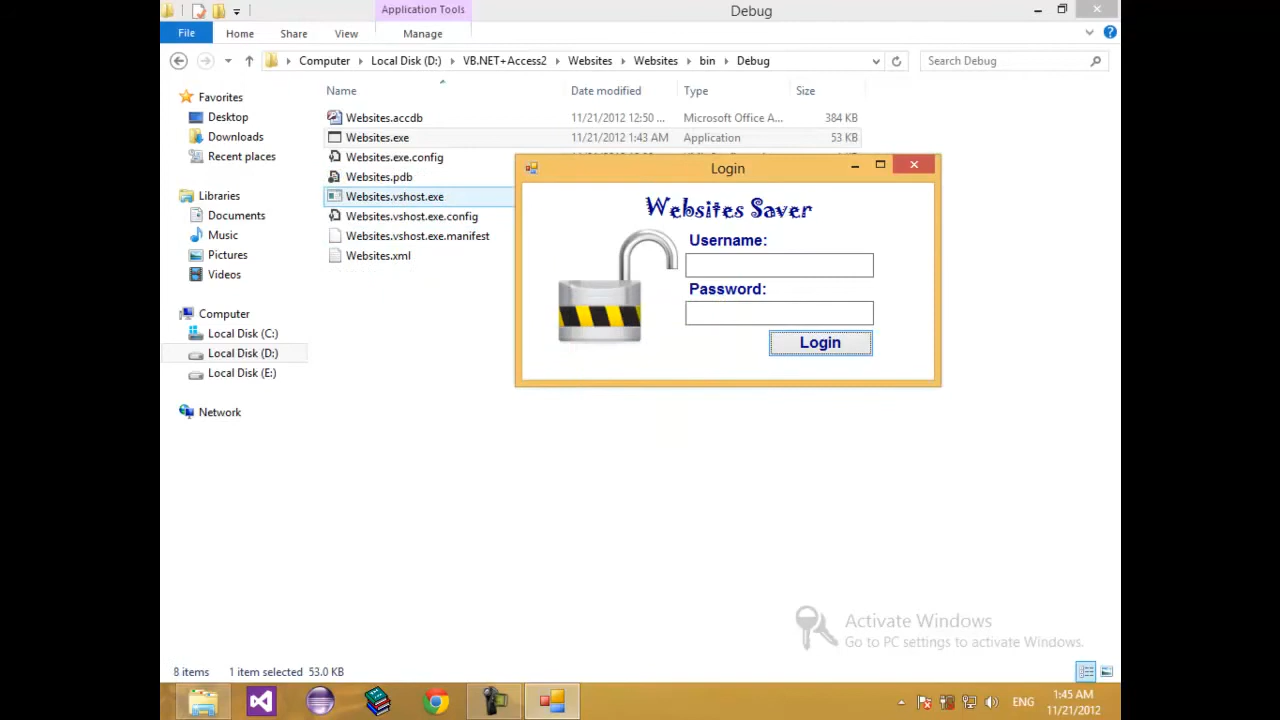 Application Tools
Debug
File Home Share View Manage
Computer Local Disk (D:) VB.NET+Access2 Websites Websites bin Debug
Search Debug
Favorites
Desktop
Downloads
Recent places
Libraries
Documents
Music
Pictures
Videos
Computer
Local Disk (C:)
Local Disk (D:)
Local Disk (E:)
Network
Name Date modified Type Size
Websites.accdb 11/21/2012 12:50 ... Microsoft Office A... 384 KB
Websites.exe 11/21/2012 1:43 AM Application 53 KB
Websites.exe.config
Websites.pdb
Websites.vshost.exe
Websites.vshost.exe.config
Websites.vshost.exe.manifest
Websites.xml
Login
Websites Saver
Username:
Password:
Login
Activate Windows
Go to PC settings to activate Windows.
8 items 1 item selected 53.0 KB
ENG
1:45 AM
11/21/2012